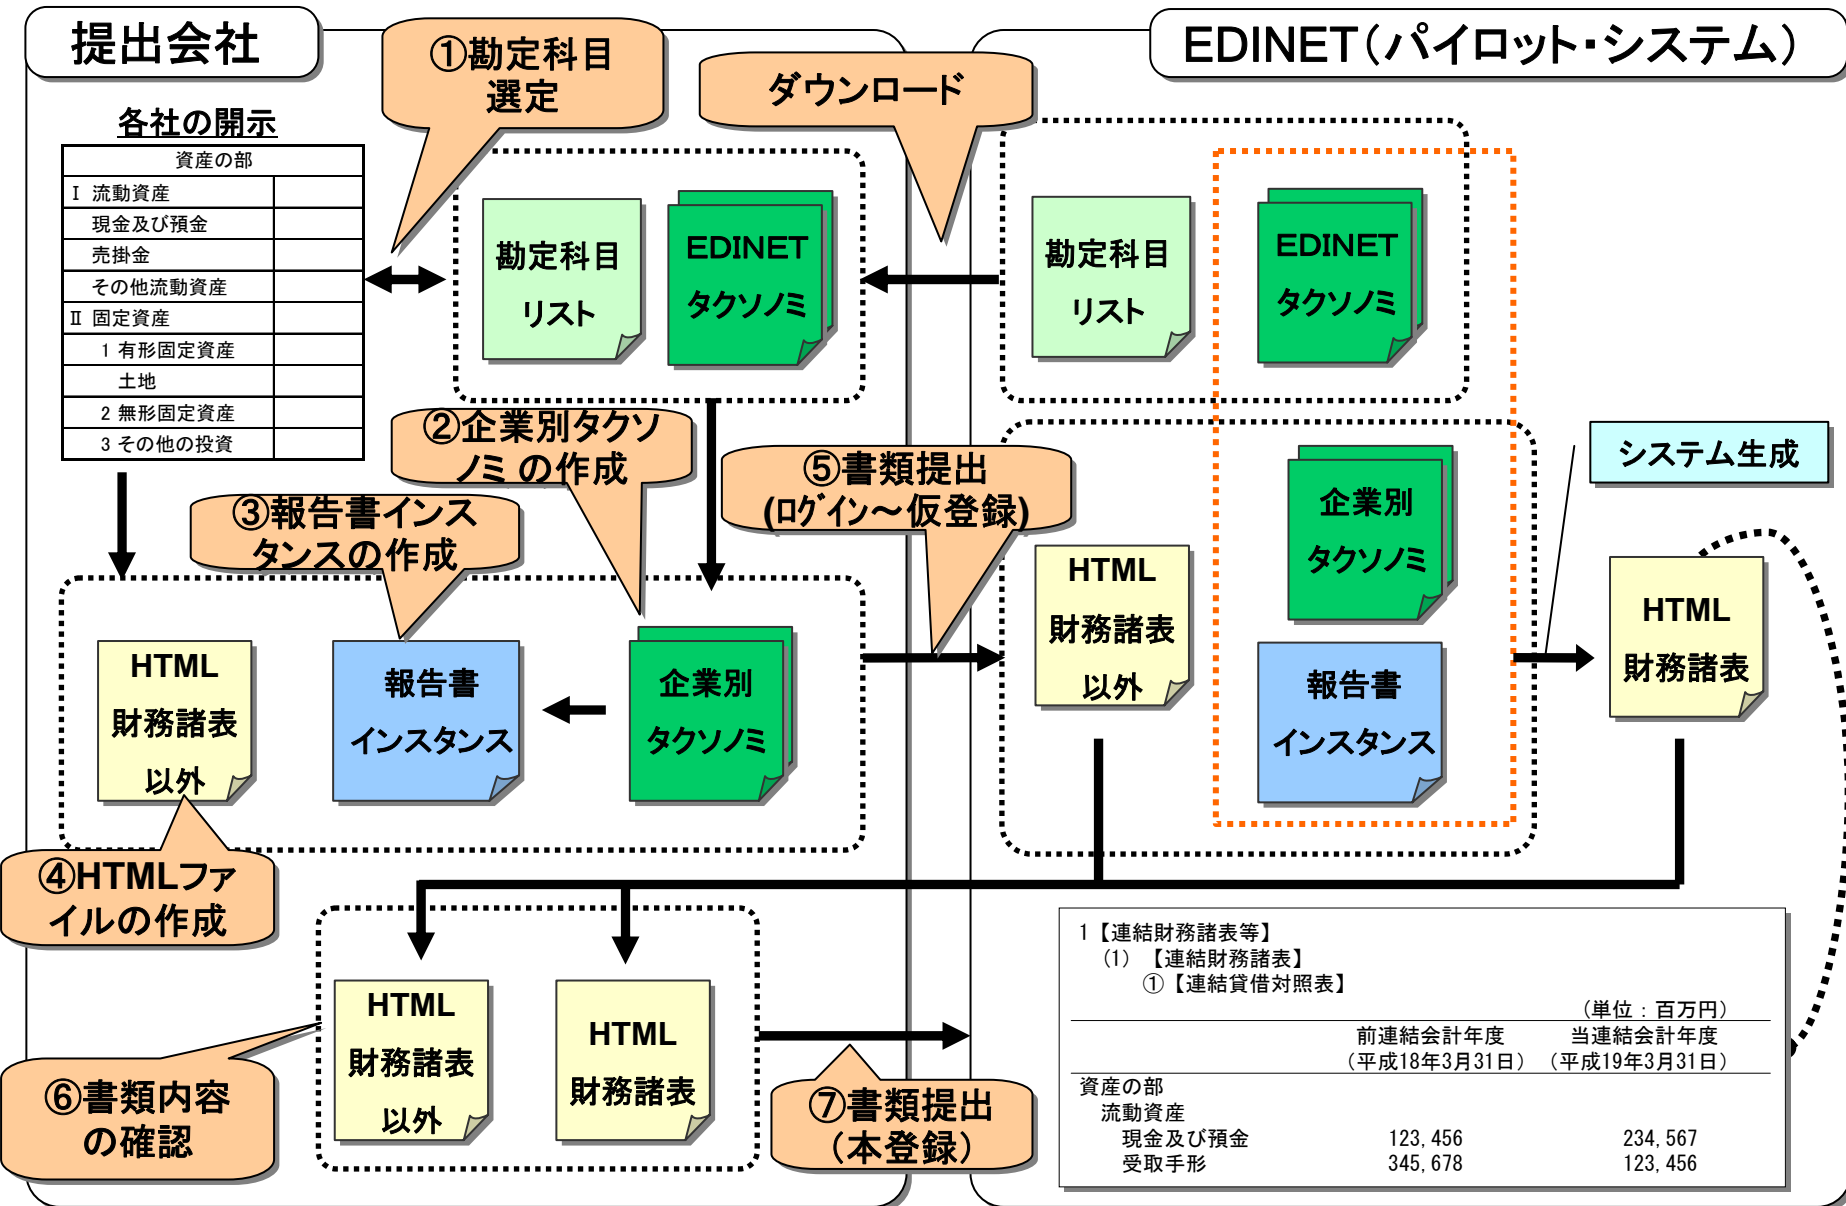 提出会社
EDINET(パイロット・システム)
①勘定科目
選定
ダウンロード
各社の開示
資産の部
Ⅰ 流動資産
現金及び預金
売掛金
その他流動資産
Ⅱ 固定資産
1 有形固定資産
土地
2 無形固定資産
3 その他の投資
勘定科目
リスト
EDINET
タクソノミ
勘定科目
リスト
EDINET
タクソノミ
②企業別タクソ
ノミ の作成
③報告書インス
タンスの作成
⑤書類提出
(ログイン～仮登録)
システム生成
HTML
財務諸表
以外
報告書
インスタンス
企業別
タクソノミ
HTML
財務諸表
以外
企業別
タクソノミ
報告書
インスタンス
HTML
財務諸表
④HTMLファ
イルの作成
HTML
財務諸表
以外
HTML
財務諸表
⑥書類内容
の確認
⑦書類提出
(本登録)
1【連結財務諸表等】
(1) 【連結財務諸表】
①【連結貸借対照表】
(単位：百万円)
前連結会計年度 当連結会計年度
(平成18年3月31日) (平成19年3月31日)
資産の部
流動資産
現金及び預金 123,456 234,567
受取手形 345,678 123,456